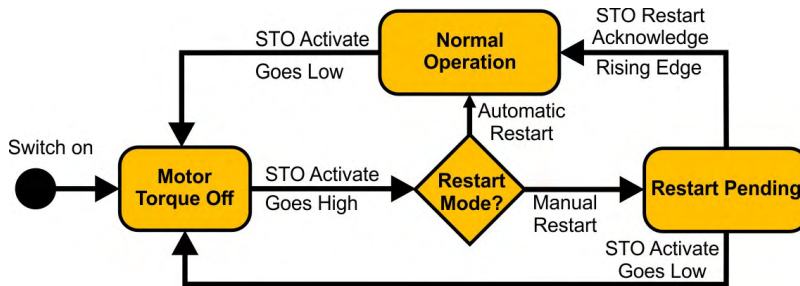 STO Activate
Goes Low
Normal
Operation
STO Restart
Acknowledge
Rising Edge
Automatic
Restart
Switch on
Motor
Torque Off
STO Activate
Goes High
Restart
Mode?
Manual
Restart
Restart Pending
STO Activate
Goes Low